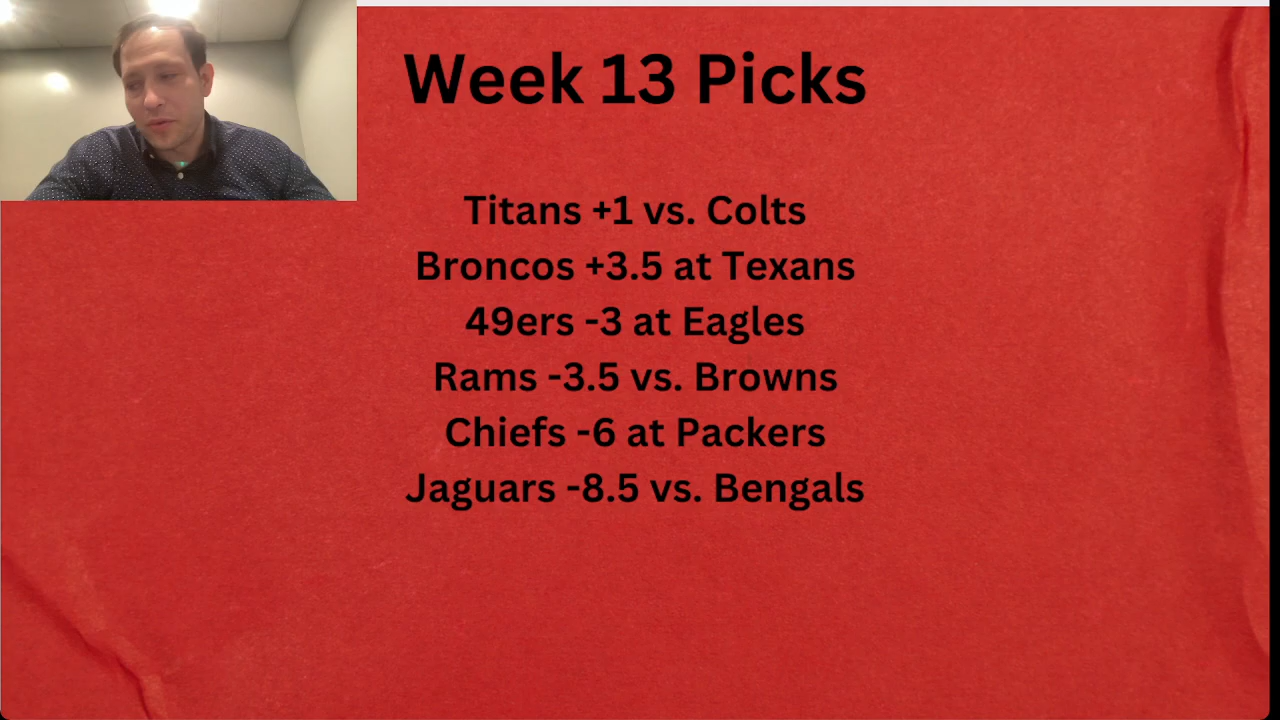 Week 13 Picks
Titans +1 vs. Colts
Broncos +3.5 at Texans
49ers -3 at Eagles
Rams -3.5 vs. Browns
Chiefs -6 at Packers
Jaguars -8.5 vs. Bengals